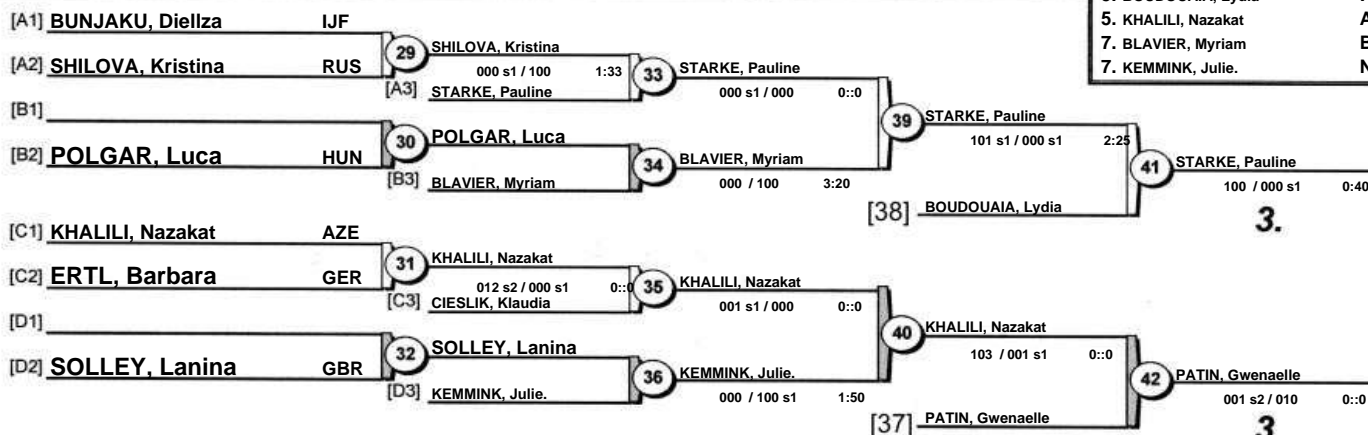 [A1] BUNJAKU, Diellza IJF
[A2] SHILOVA, Kristina RUS
29
SHILOVA, Kristina
000 s1 / 100 1:33
[A3] STARKE, Pauline
33
STARKE, Pauline
000 s1 / 000 0::0
[B1]
[B2] POLGAR, Luca HUN
30
POLGAR, Luca
[B3] BLAVIER, Myriam
34
BLAVIER, Myriam
000 / 100 3:20
39
STARKE, Pauline
101 s1 / 000 s1 2:25
[38] BOUDOUAIA, Lydia
41
STARKE, Pauline
100 / 000 s1 0:40
3.
[C1] KHALILI, Nazakat AZE
[C2] ERTL, Barbara GER
31
KHALILI, Nazakat
012 s2 / 000 s1 0::0
[C3] CIESLIK, Klaudia
35
KHALILI, Nazakat
001 s1 / 000 0::0
[D1]
[D2] SOLLEY, Lanina GBR
32
SOLLEY, Lanina
[D3] KEMMINK, Julie.
36
KEMMINK, Julie.
000 / 100 s1 1:50
40
KHALILI, Nazakat
103 / 001 s1 0::0
[37] PATIN, Gwenaelle
42
PATIN, Gwenaelle
001 s2 / 010 0::0
3
5. KHALILI, Nazakat A
7. BLAVIER, Myriam
7. KEMMINK, Julie. N